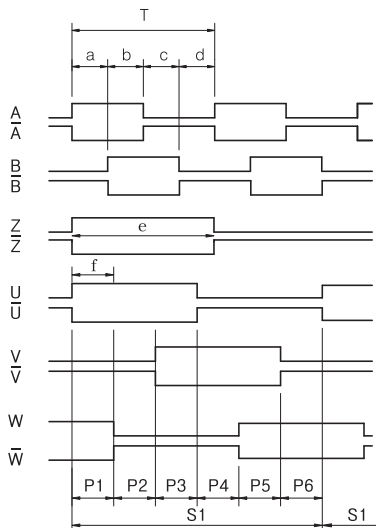 T
a b c d
A
A̅
B
B̅
Z
Z̅
e
f
U
U̅
V
V̅
W
W̅
P1 P2 P3 P4 P5 P6
S1 S1